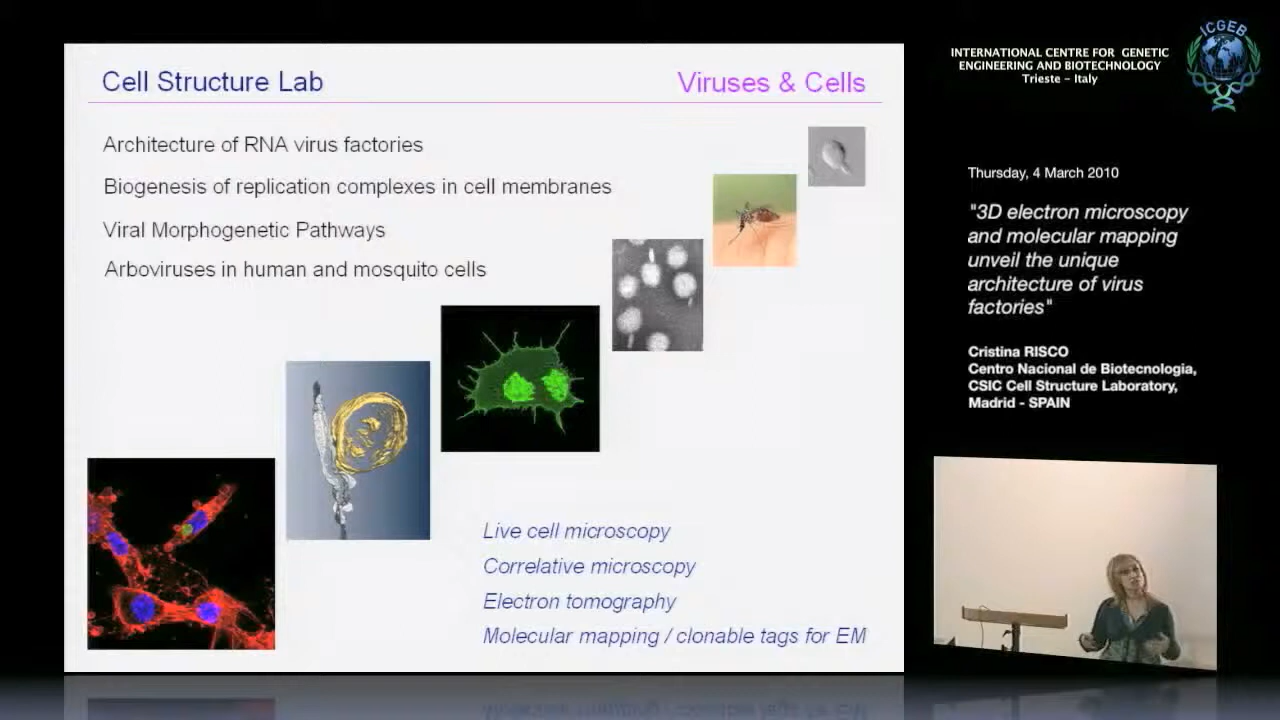 Cell Structure Lab
Viruses & Cells
Architecture of RNA virus factories
Biogenesis of replication complexes in cell membranes
Viral Morphogenetic Pathways
Arboviruses in human and mosquito cells
Live cell microscopy
Correlative microscopy
Electron tomography
Molecular mapping / clonable tags for EM
INTERNATIONAL CENTRE FOR GENETIC
ENGINEERING AND BIOTECHNOLOGY
Trieste – Italy
ICGEB
Thursday, 4 March 2010
"3D electron microscopy
and molecular mapping
unveil the unique
architecture of virus
factories"
Cristina RISCO
Centro Nacional de Biotecnologia,
CSIC Cell Structure Laboratory,
Madrid - SPAIN